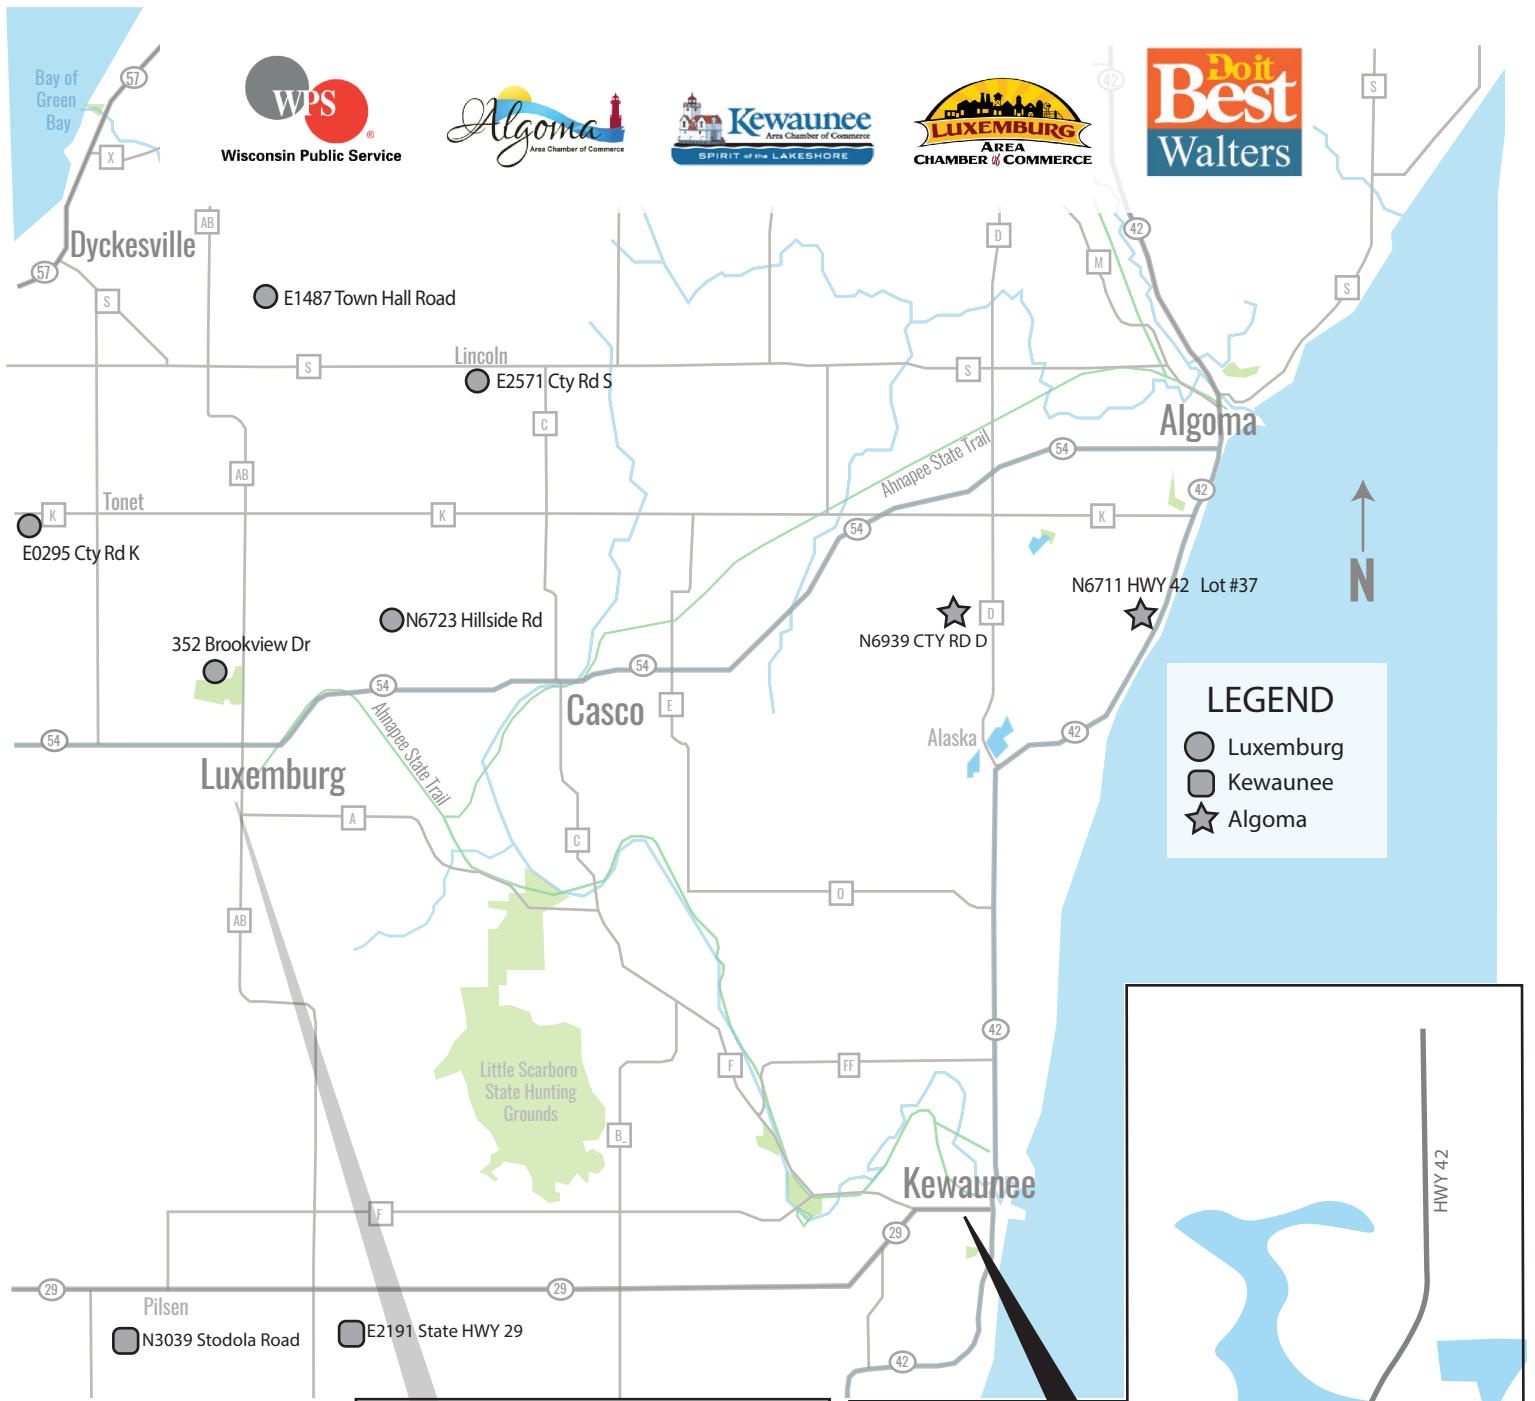 57
Bay of
Green
Bay
X
WPS
®
Wisconsin Public Service
Algoma
Area Chamber of Commerce
Kewaunee
Area Chamber of Commerce
SPIRIT of the LAKESHORE
LUXEMBURG
AREA
CHAMBER of COMMERCE
42
Do it
Best
Walters
S
AB
Dyckesville
57
S
E1487 Town Hall Road
D
M
42
S
S
Lincoln
E2571 Cty Rd S
S
C
Algoma
54
Ahnapee State Trail
AB
42
K
Tonet
K
K
54
E0295 Cty Rd K
N
N6711 HWY 42 Lot #37
N6723 Hillside Rd
D
N6939 CTY RD D
352 Brookview Dr
54
54
Ahnapee State Trail
Casco
E
LEGEND
Luxemburg
Kewaunee
Algoma
54
Alaska
42
Luxemburg
A
C
O
AB
42
Little Scarboro
State Hunting
Grounds
F
FF
B_
Kewaunee
HWY 42
F
29
29
29
Pilsen
N3039 Stodola Road
E2191 State HWY 29
42